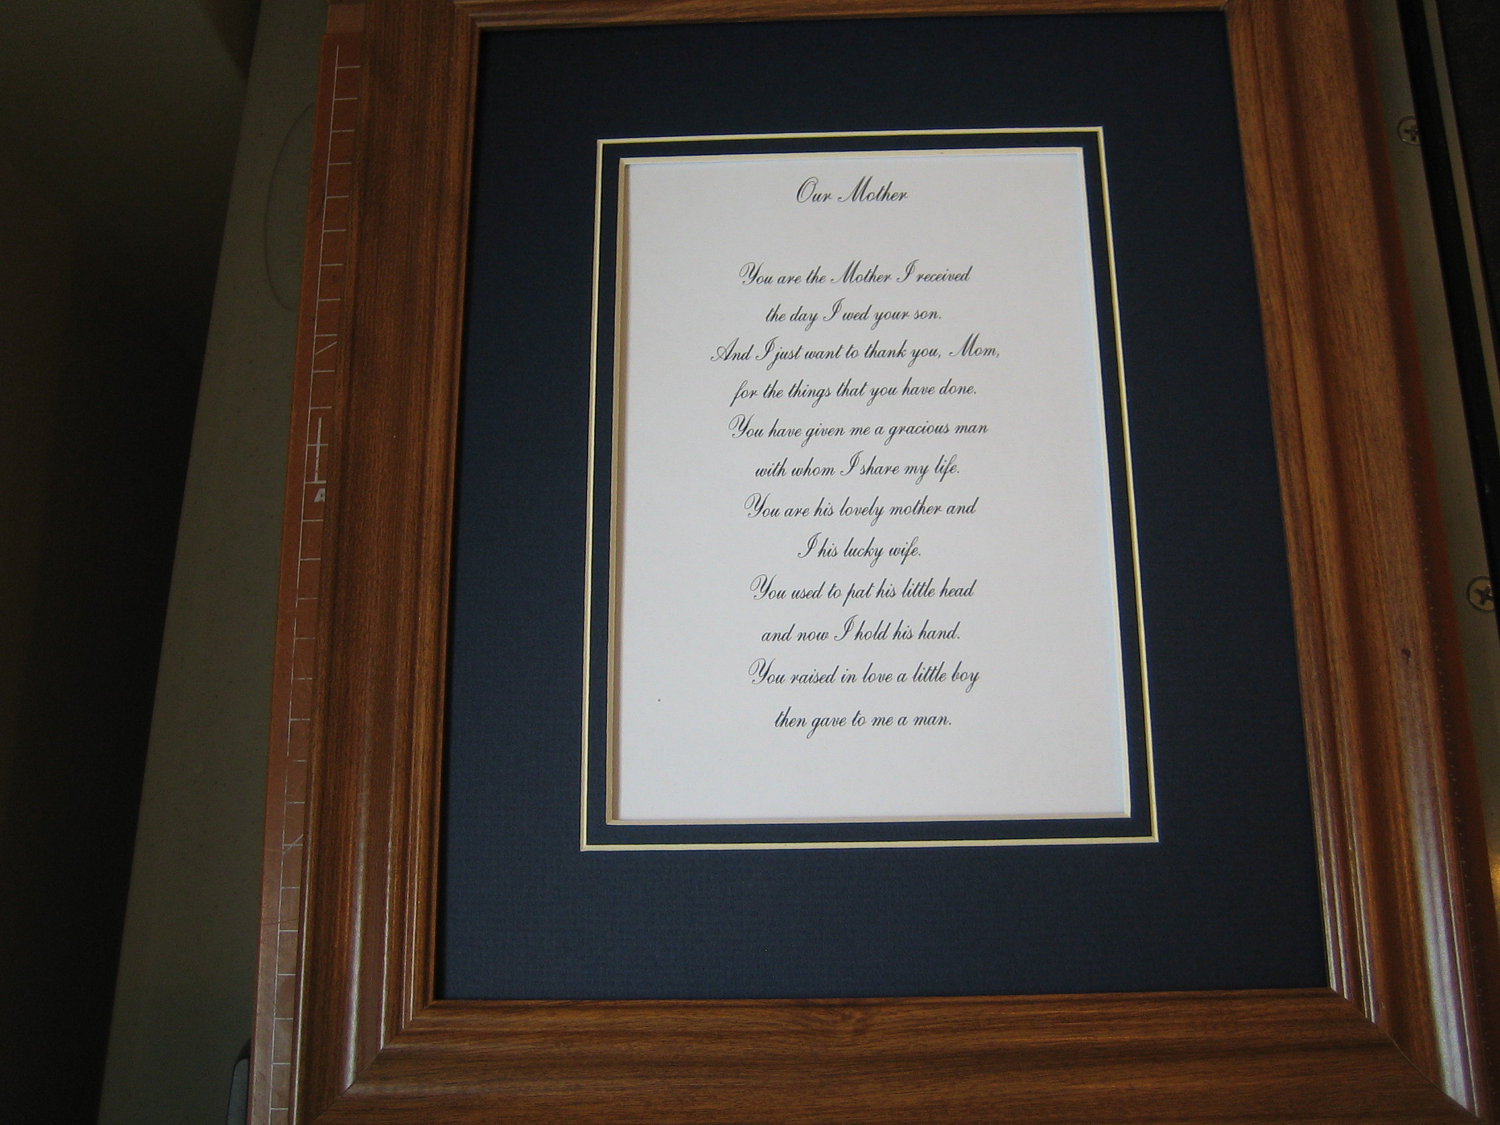 Our Mother
You are the Mother I received
the day I wed your son.
And I just want to thank you, Mom,
for the things that you have done.
You have given me a gracious man
with whom I share my life.
You are his lovely mother and
I his lucky wife.
You used to pat his little head
and now I hold his hand.
You raised in love a little boy
then gave to me a man.